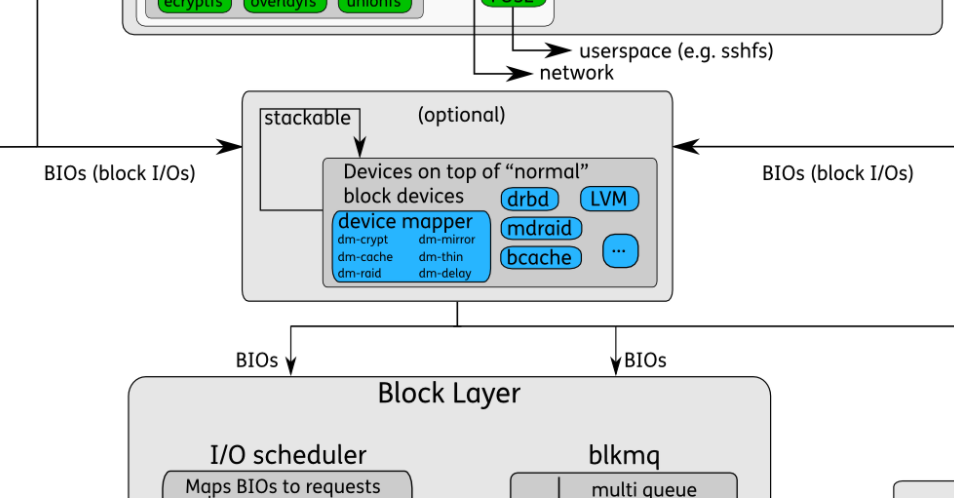 ecryptfs overlayfs unionfs FUSE
userspace (e.g. sshfs)
network
stackable (optional)
BIOs (block I/Os)
BIOs (block I/Os)
Devices on top of “normal”
block devices
drbd LVM
device mapper
mdraid
dm-crypt dm-mirror
dm-cache dm-thin
dm-raid dm-delay
bcache
...
BIOs
BIOs
Block Layer
I/O scheduler
blkmq
Maps BIOs to requests
multi queue